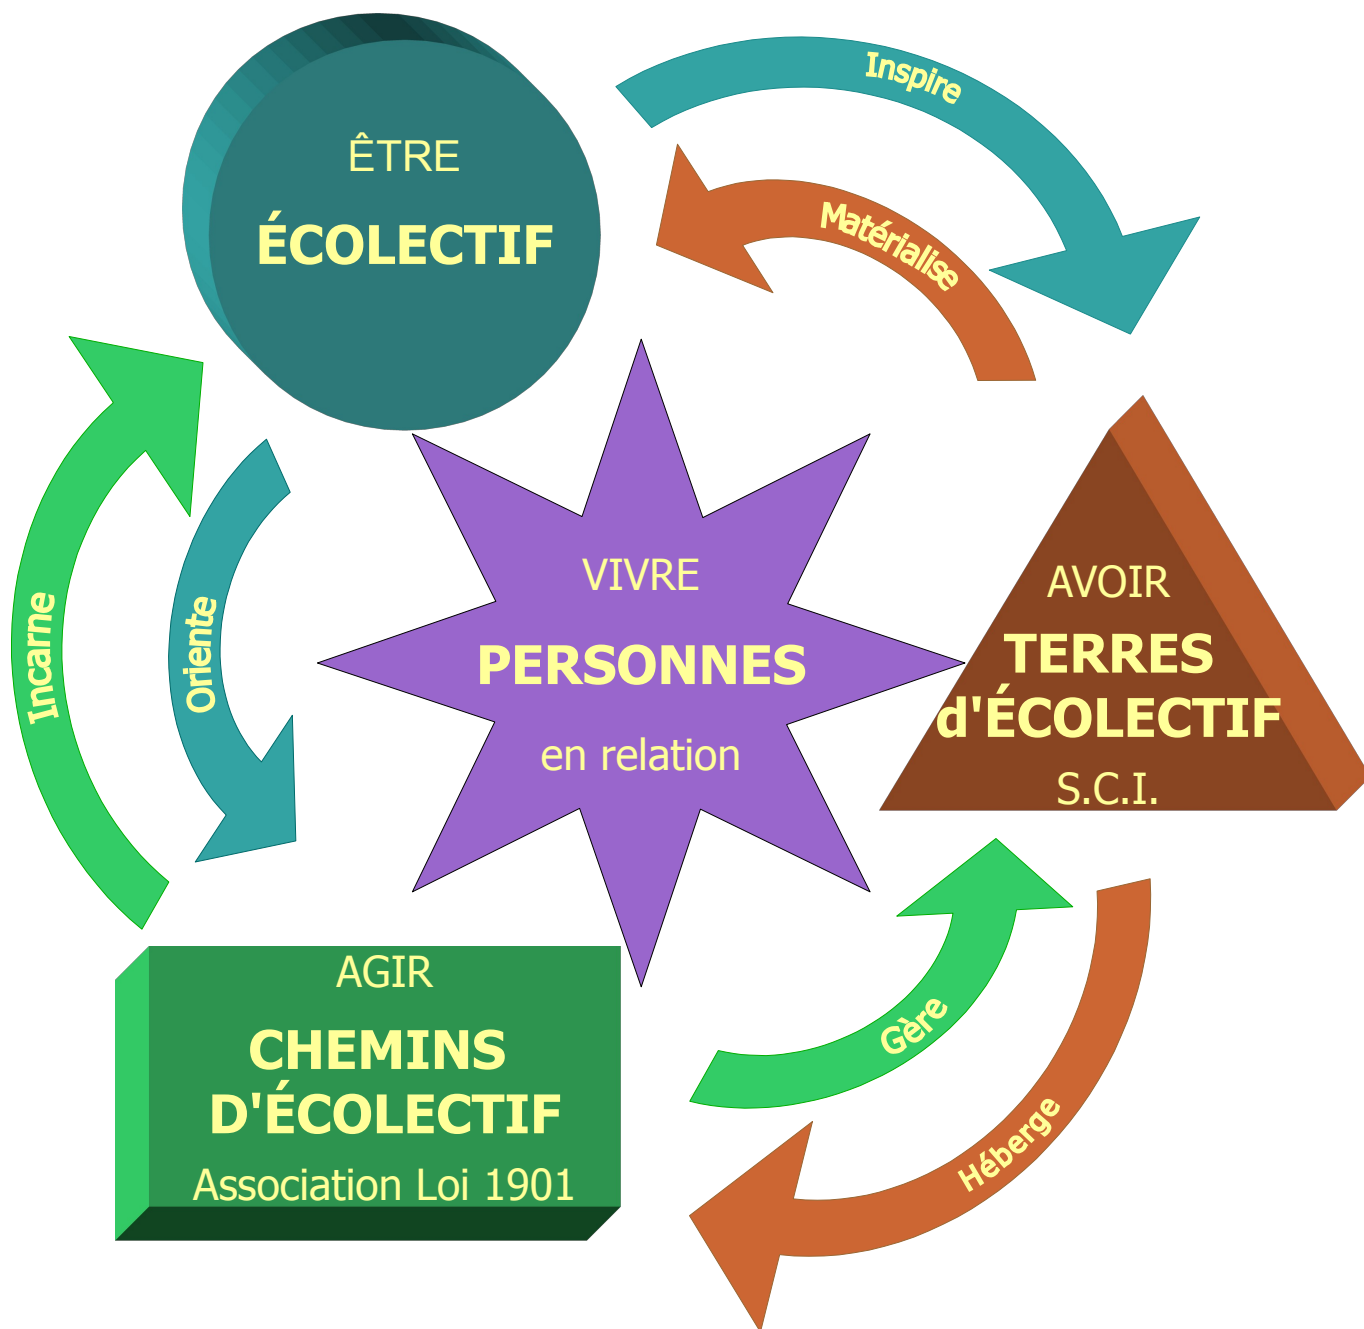 ÊTRE
ÉCOLECTIF
Inspire
Matérialise
VIVRE
PERSONNES
en relation
AVOIR
TERRES
d'ÉCOLECTIF
S.C.I.
Incarne
Oriente
AGIR
CHEMINS
D'ÉCOLECTIF
Association Loi 1901
Gère
Héberge